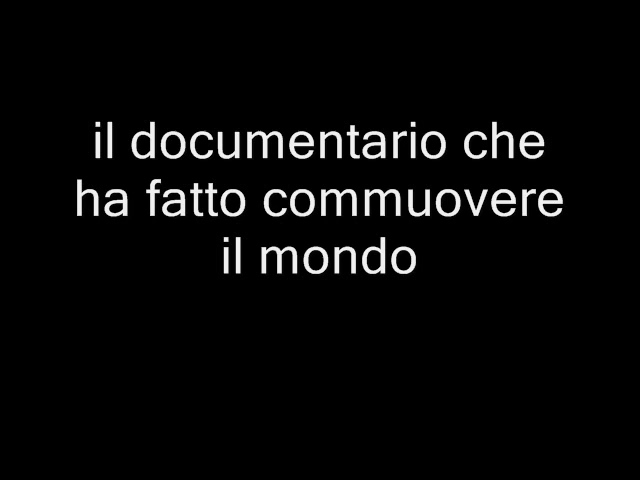 il documentario che
ha fatto commuovere
il mondo